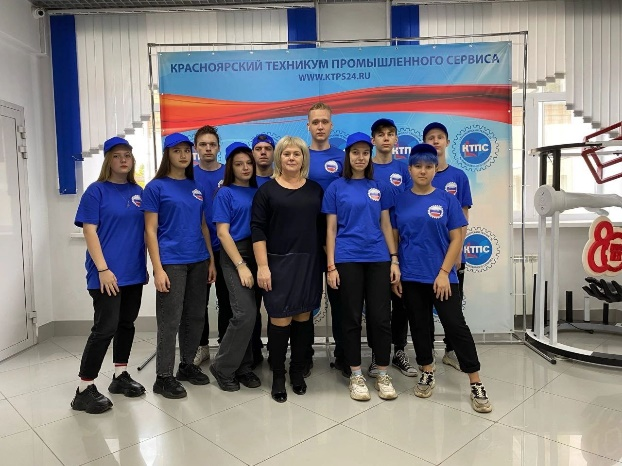 КРАСНОЯРСКИЙ ТЕХНИКУМ ПРОМЫШЛЕННОГО СЕРВИСА
WWW.KTPS24.RU
КТПС
КТПС